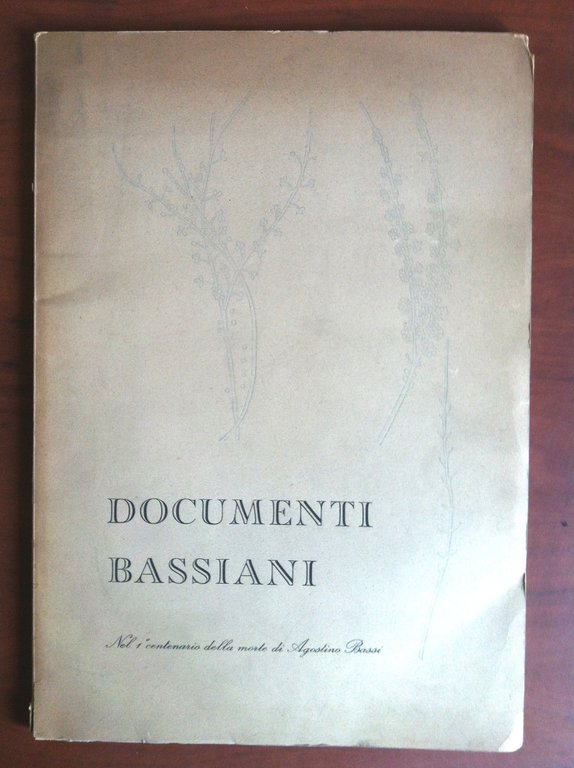 DOCUMENTI
BASSIANI
Nel 1° centenario della morte di Agostino Bassi